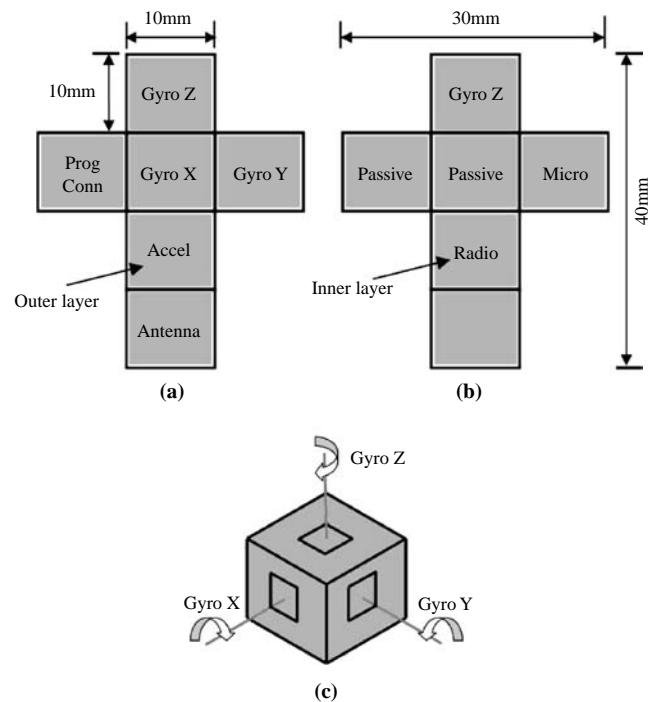 10mm
30mm
10mm
Gyro Z
Gyro Z
Prog
Conn
Gyro X
Gyro Y
Passive
Passive
Micro
40mm
Accel
Radio
Outer layer
Inner layer
Antenna
(a)
(b)
Gyro Z
Gyro X
Gyro Y
(c)